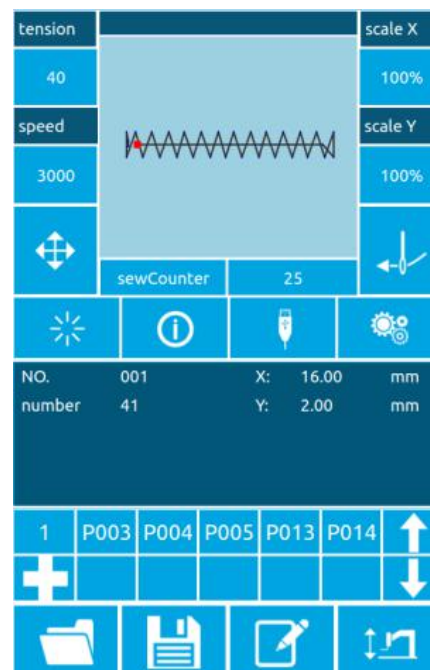 tension scale X
40 100%
speed scale Y
3000 100%
sewCounter 25
NO. 001 X: 16.00 mm
number 41 Y: 2.00 mm
1 P003 P004 P005 P013 P014